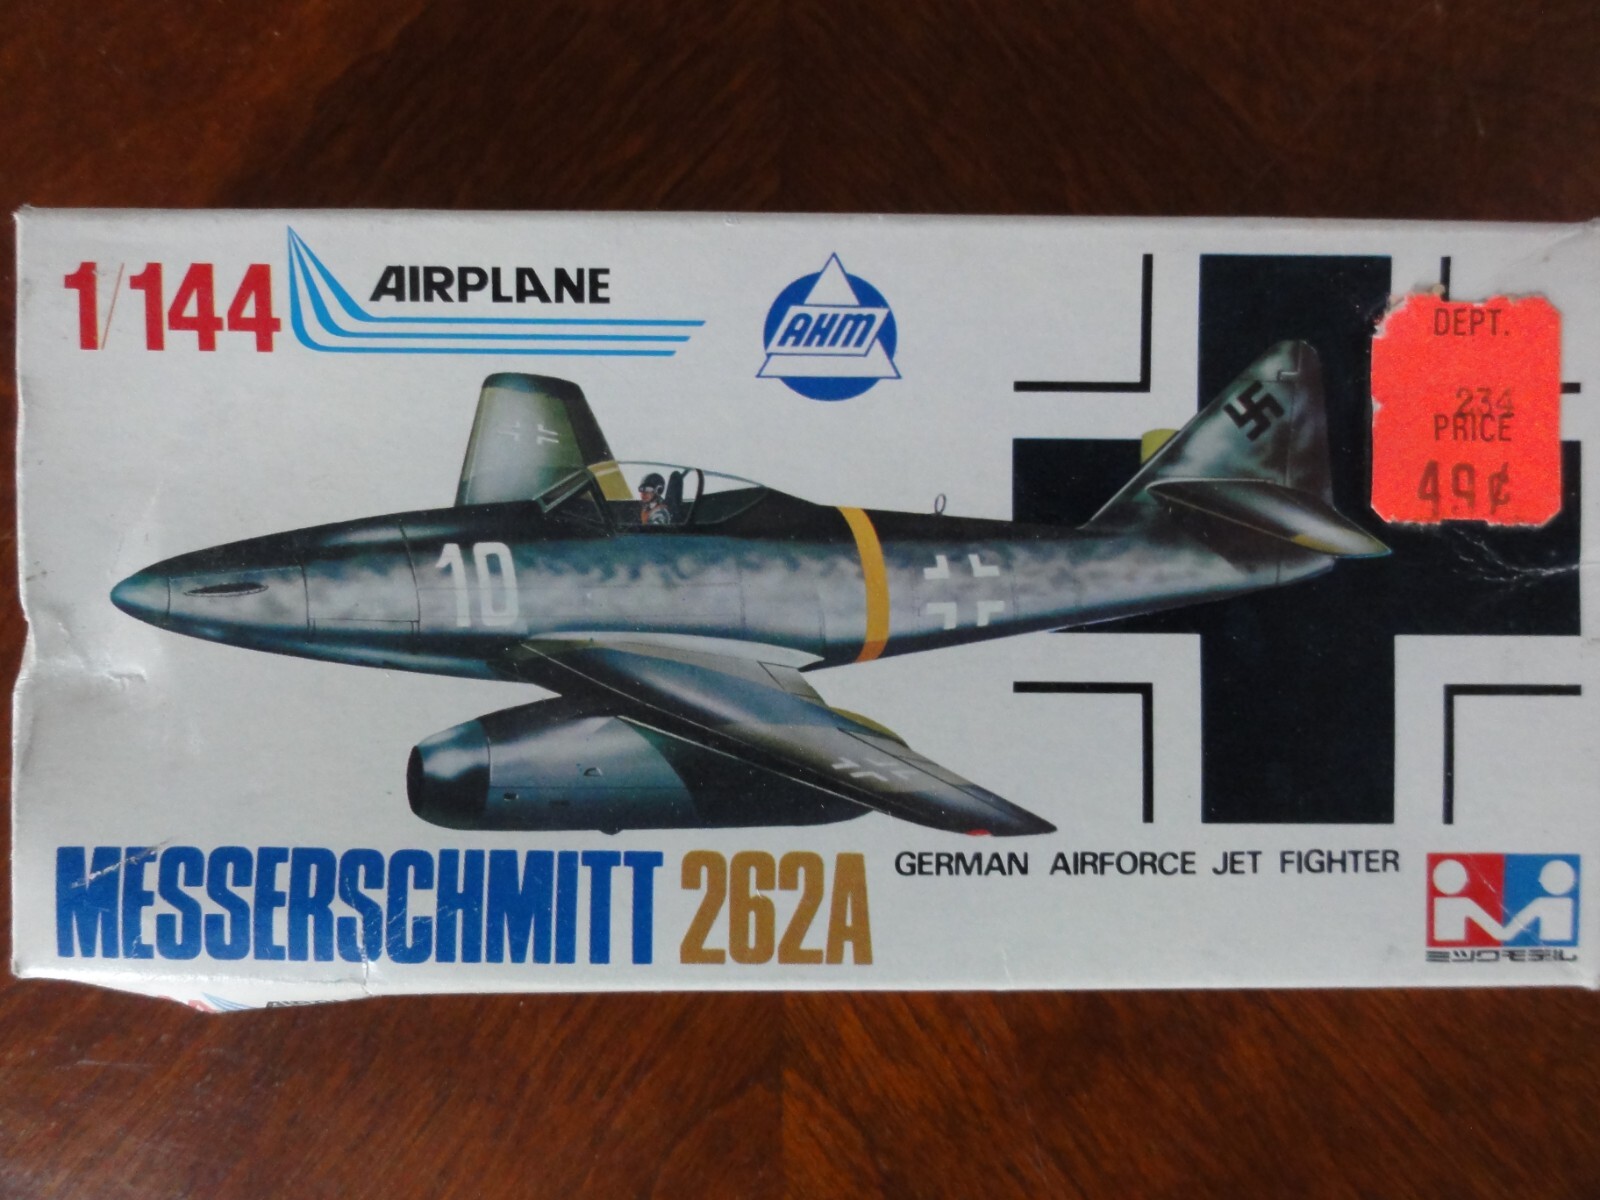 1/144 AIRPLANE
AHM
DEPT.
234
PRICE
49¢
10
MESSERSCHMITT 262A
GERMAN AIRFORCE JET FIGHTER
ミツワモデル